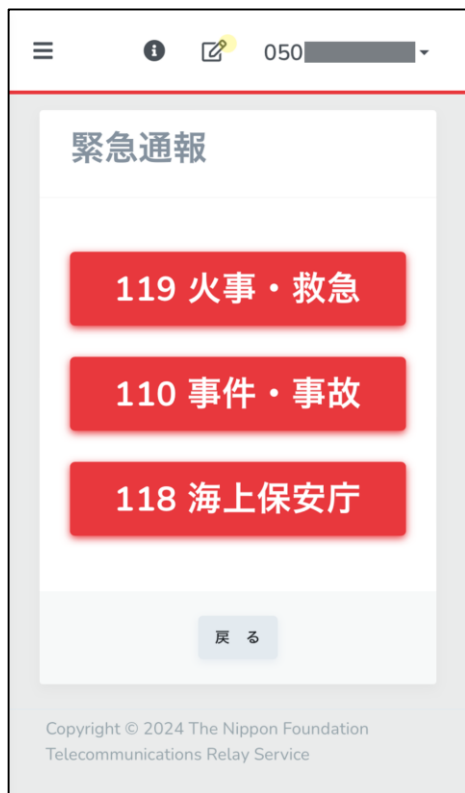 050
緊急通報
119 火事・救急
110 事件・事故
118 海上保安庁
戻 る
Copyright © 2024 The Nippon Foundation
Telecommunications Relay Service